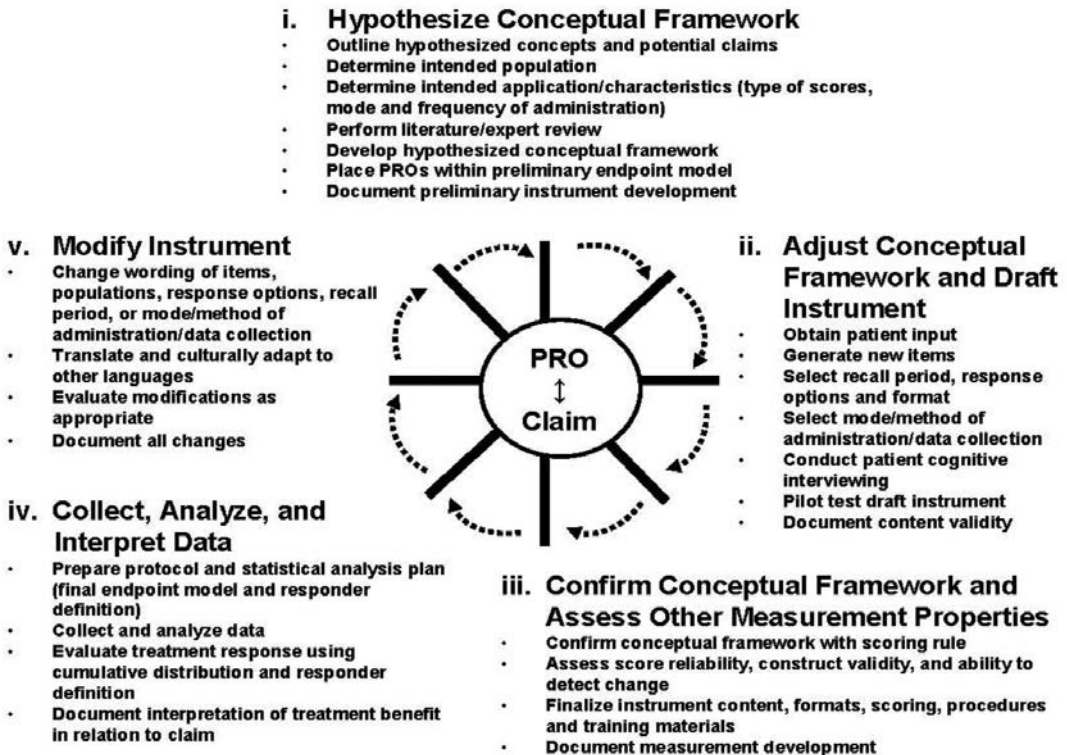 i. Hypothesize Conceptual Framework
· Outline hypothesized concepts and potential claims
· Determine intended population
· Determine intended application/characteristics (type of scores,
mode and frequency of administration)
· Perform literature/expert review
· Develop hypothesized conceptual framework
· Place PROs within preliminary endpoint model
· Document preliminary instrument development
ii. Adjust Conceptual
Framework and Draft
Instrument
· Obtain patient input
· Generate new items
· Select recall period, response
options and format
· Select mode/method of
administration/data collection
· Conduct patient cognitive
interviewing
· Pilot test draft instrument
· Document content validity
iii. Confirm Conceptual Framework and
Assess Other Measurement Properties
· Confirm conceptual framework with scoring rule
· Assess score reliability, construct validity, and ability to
detect change
· Finalize instrument content, formats, scoring, procedures
and training materials
· Document measurement development
iv. Collect, Analyze, and
Interpret Data
· Prepare protocol and statistical analysis plan
(final endpoint model and responder
definition)
· Collect and analyze data
· Evaluate treatment response using
cumulative distribution and responder
definition
· Document interpretation of treatment benefit
in relation to claim
v. Modify Instrument
· Change wording of items,
populations, response options, recall
period, or mode/method of
administration/data collection
· Translate and culturally adapt to
other languages
· Evaluate modifications as
appropriate
· Document all changes
PRO
↕
Claim